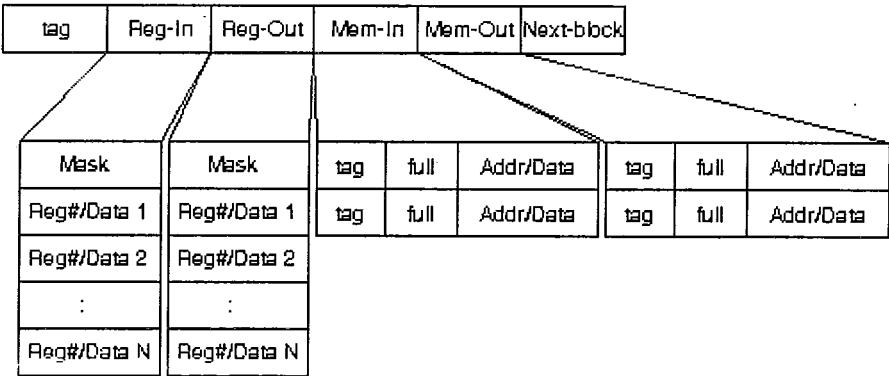 tag Reg-In Reg-Out Mem-In Mem-Out Next-block
Mask Mask tag full Addr/Data tag full Addr/Data
Reg#/Data 1 Reg#/Data 1 tag full Addr/Data tag full Addr/Data
Reg#/Data 2 Reg#/Data 2
: :
Reg#/Data N Reg#/Data N